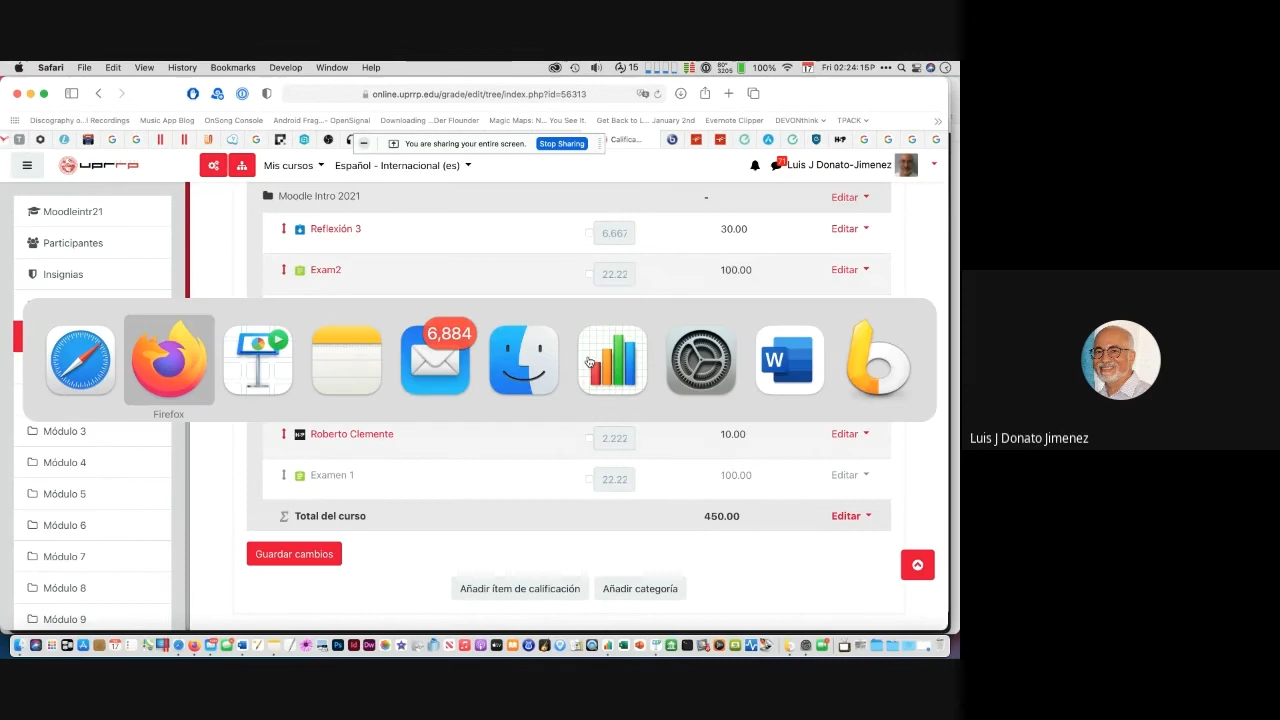 Safari File Edit View History Bookmarks Develop Window Help 15 80° 3205 100% 17 Fri 02:24:15P
online.uprrp.edu/grade/edit/tree/index.php?id=56313
Discography o...l Recordings Music App Blog OnSong Console Android Frag...- OpenSignal Downloading ...Der Flounder Magic Maps: N... You See It. Get Back to L... January 2nd Evernote Clipper DEVONthink TPACK
You are sharing your entire screen. Stop Sharing Califica...
uprrp Mis cursos Español - Internacional (es) Luis J Donato-Jimenez
Moodle Intro 2021 - Editar
Moodleintr21
Reflexión 3 6.667 30.00 Editar
Participantes
Exam2 22.22 100.00 Editar
Insignias
6,884
W
Firefox
Módulo 3
Roberto Clemente 2.222 10.00 Editar
Módulo 4
Examen 1 22.22 100.00 Editar
Módulo 5
Σ Total del curso 450.00 Editar
Módulo 6
Guardar cambios
Módulo 7
Añadir ítem de calificación Añadir categoría
Módulo 8
Módulo 9
Luis J Donato Jimenez